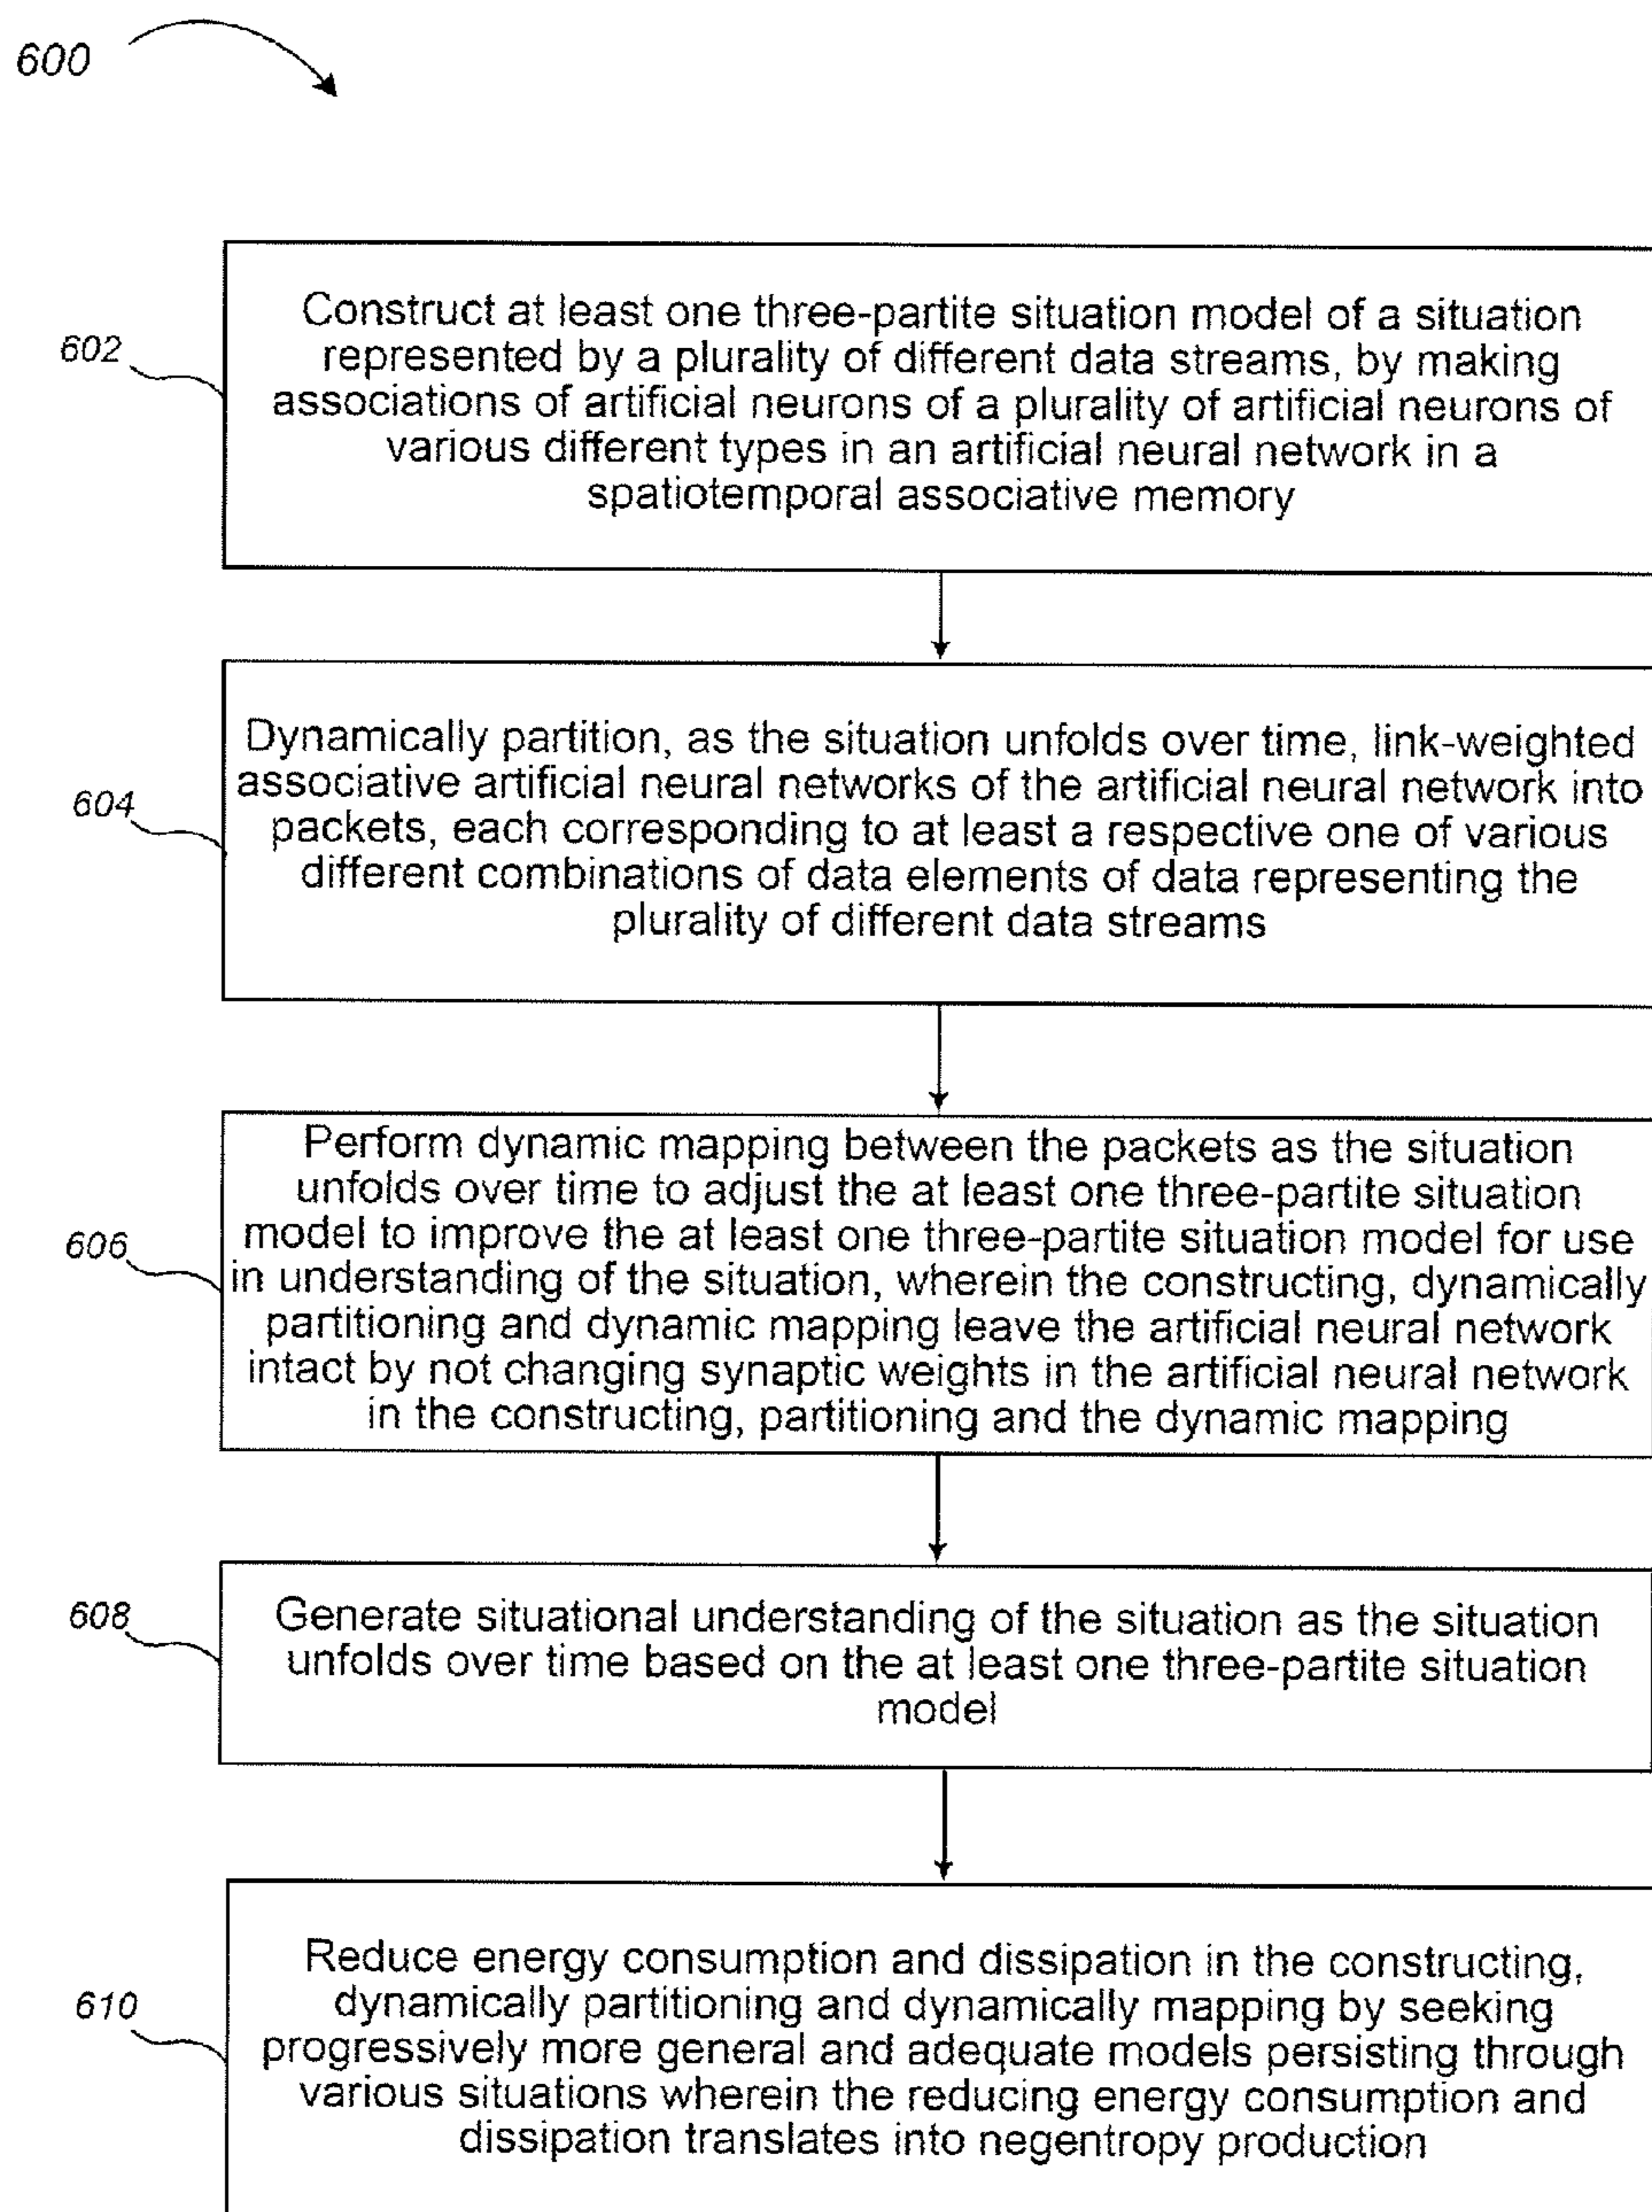 600
602
Construct at least one three-partite situation model of a situation
represented by a plurality of different data streams, by making
associations of artificial neurons of a plurality of artificial neurons of
various different types in an artificial neural network in a
spatiotemporal associative memory
604
Dynamically partition, as the situation unfolds over time, link-weighted
associative artificial neural networks of the artificial neural network into
packets, each corresponding to at least a respective one of various
different combinations of data elements of data representing the
plurality of different data streams
606
Perform dynamic mapping between the packets as the situation
unfolds over time to adjust the at least one three-partite situation
model to improve the at least one three-partite situation model for use
in understanding of the situation, wherein the constructing, dynamically
partitioning and dynamic mapping leave the artificial neural network
intact by not changing synaptic weights in the artificial neural network
in the constructing, partitioning and the dynamic mapping
608
Generate situational understanding of the situation as the situation
unfolds over time based on the at least one three-partite situation
model
610
Reduce energy consumption and dissipation in the constructing,
dynamically partitioning and dynamically mapping by seeking
progressively more general and adequate models persisting through
various situations wherein the reducing energy consumption and
dissipation translates into negentropy production